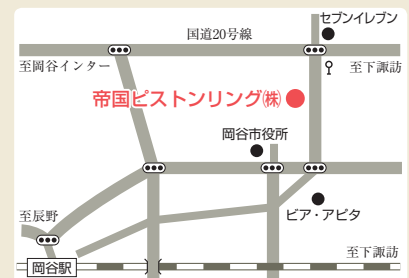 セブンイレブン
国道20号線
至岡谷インター
至下諏訪
帝国ピストンリング㈱
岡谷市役所
至辰野
ビア・アピタ
至下諏訪
岡谷駅